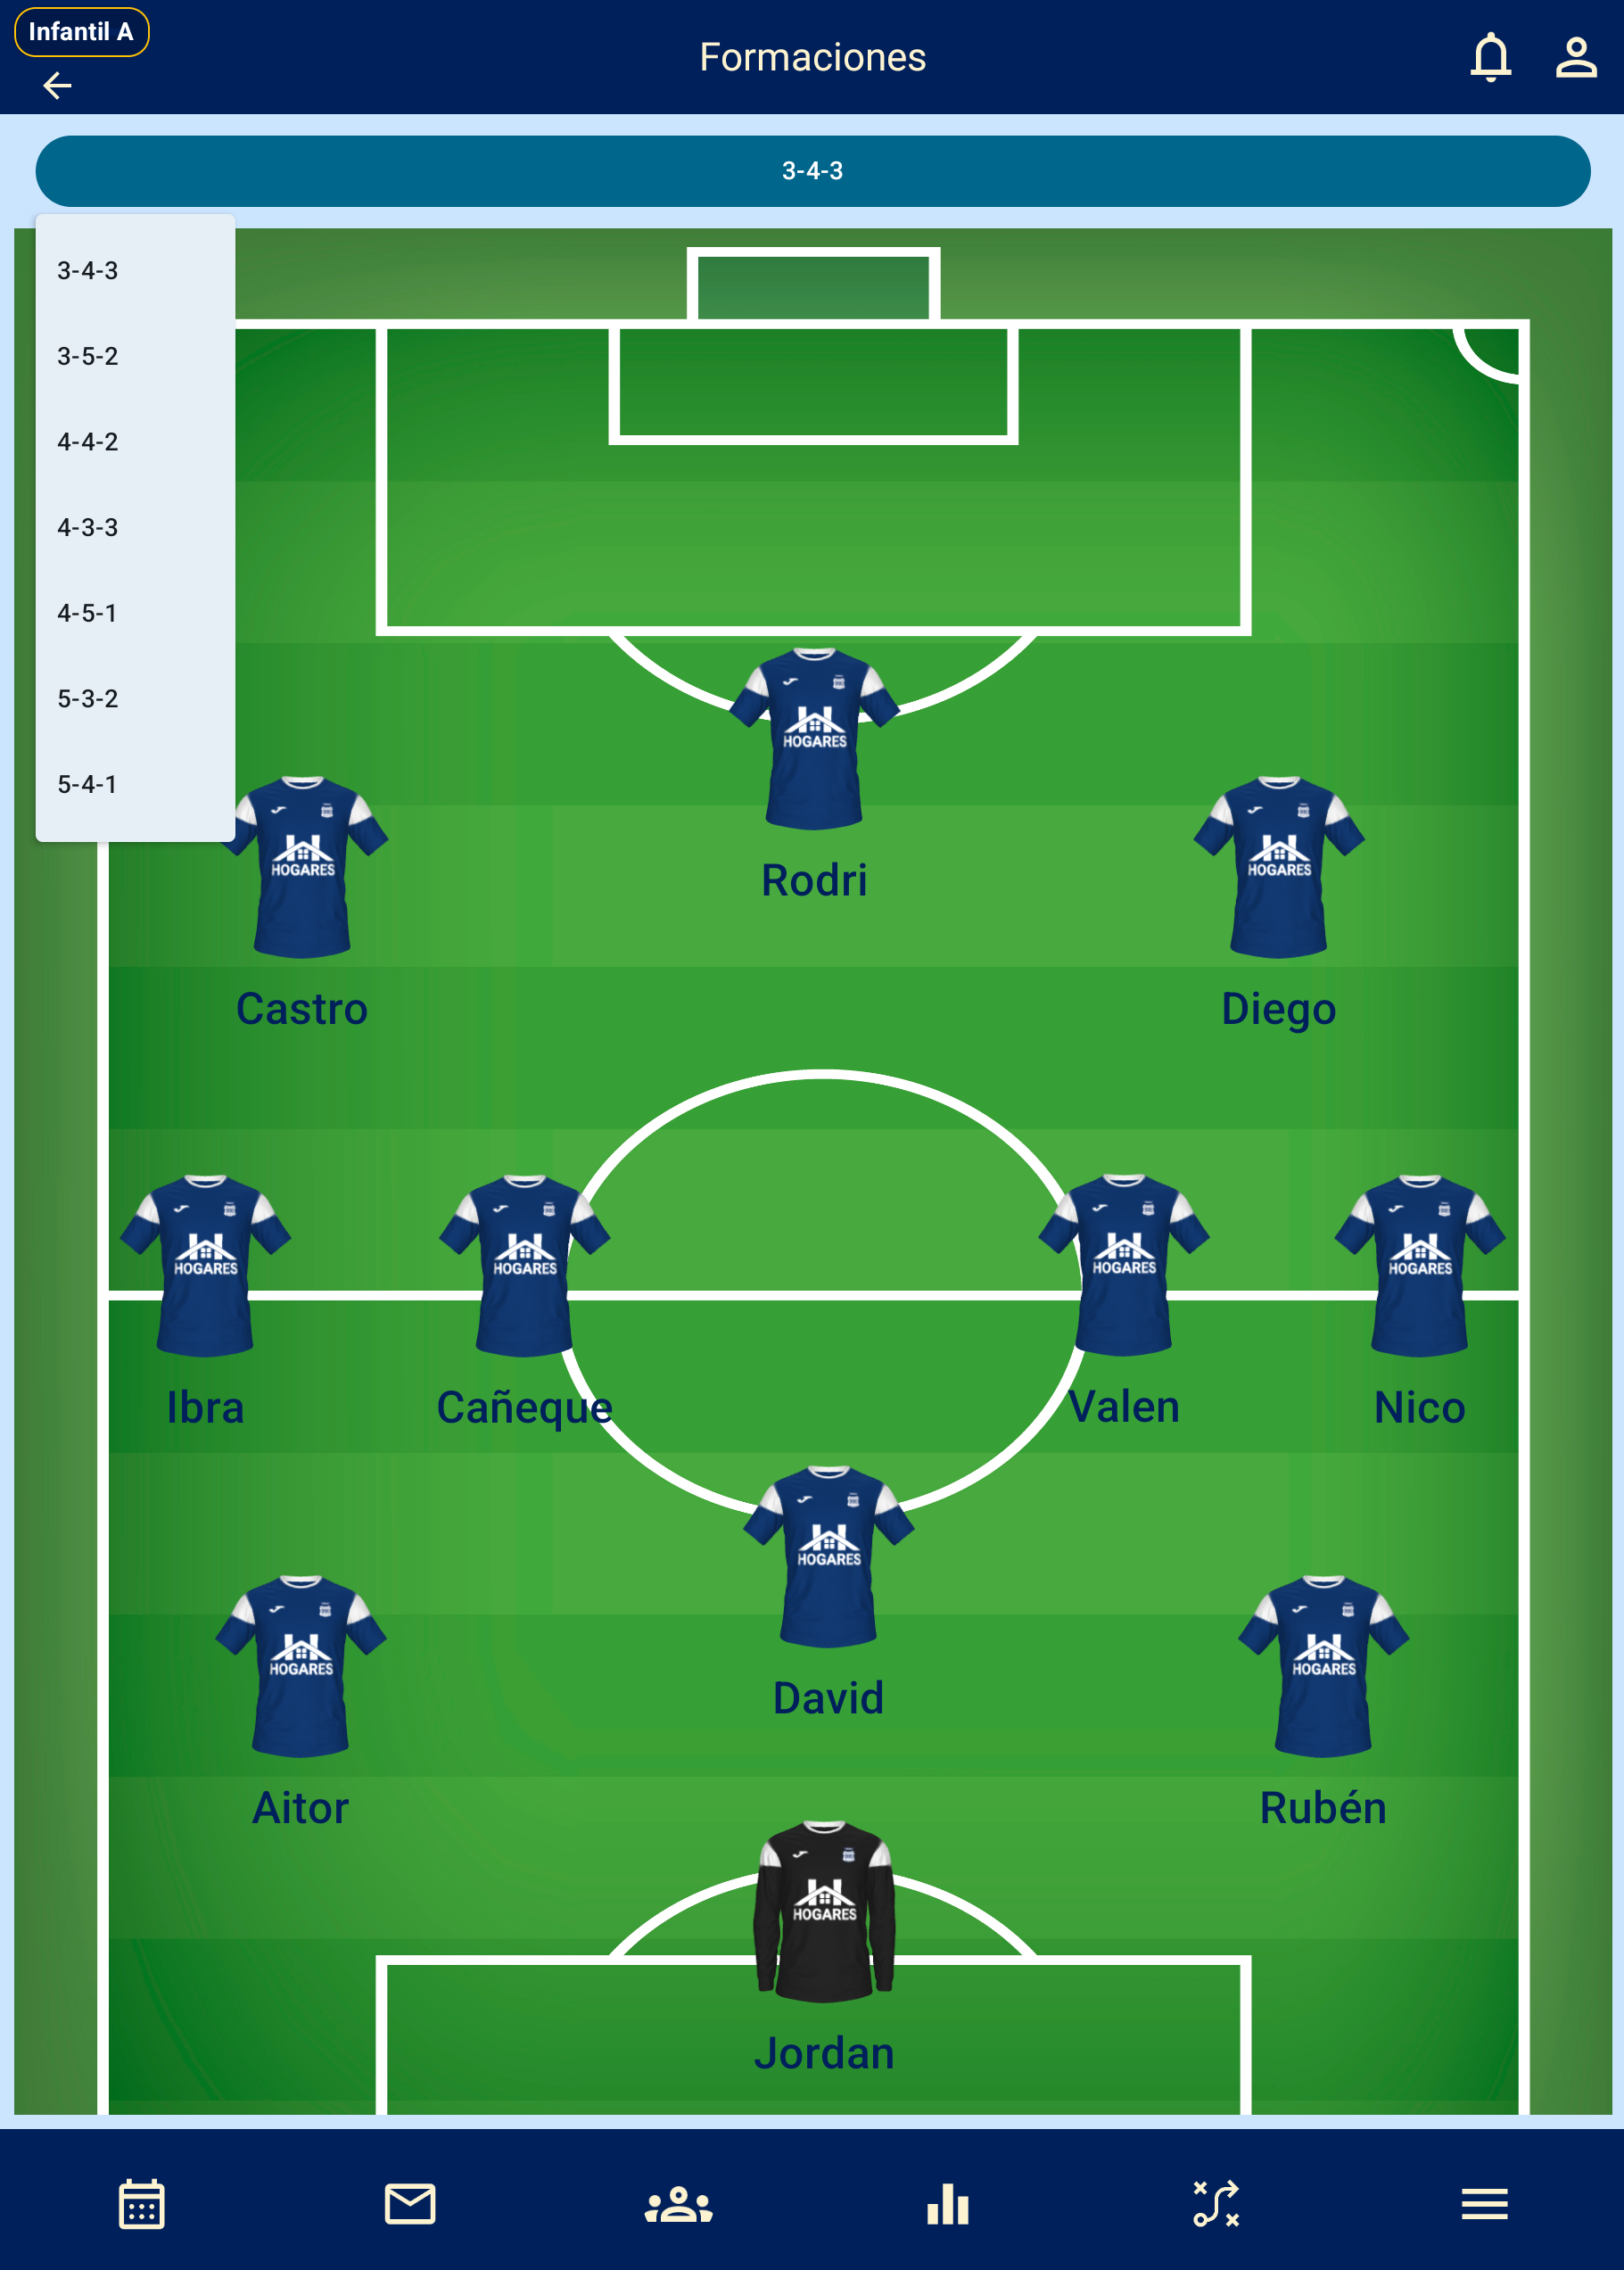 Infantil A
Formaciones
3-4-3
3-4-3
3-5-2
4-4-2
4-3-3
4-5-1
5-3-2
5-4-1
HOGARES
Rodri
HOGARES
Castro
HOGARES
Diego
HOGARES
Ibra
HOGARES
Cañeque
HOGARES
Valen
HOGARES
Nico
HOGARES
David
HOGARES
Aitor
HOGARES
Rubén
HOGARES
Jordan